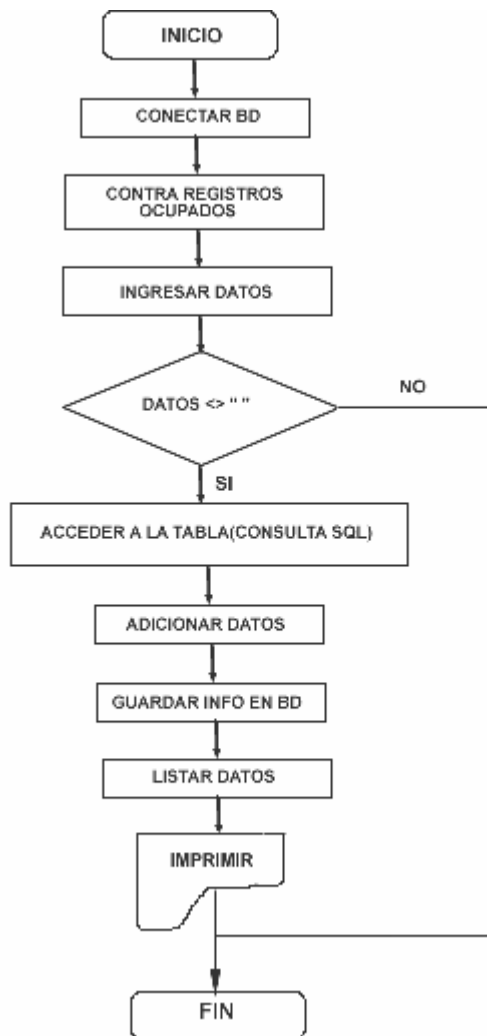 INICIO
CONECTAR BD
CONTRA REGISTROS
OCUPADOS
INGRESAR DATOS
DATOS <> " "
NO
SI
ACCEDER A LA TABLA(CONSULTA SQL)
ADICIONAR DATOS
GUARDAR INFO EN BD
LISTAR DATOS
IMPRIMIR
FIN